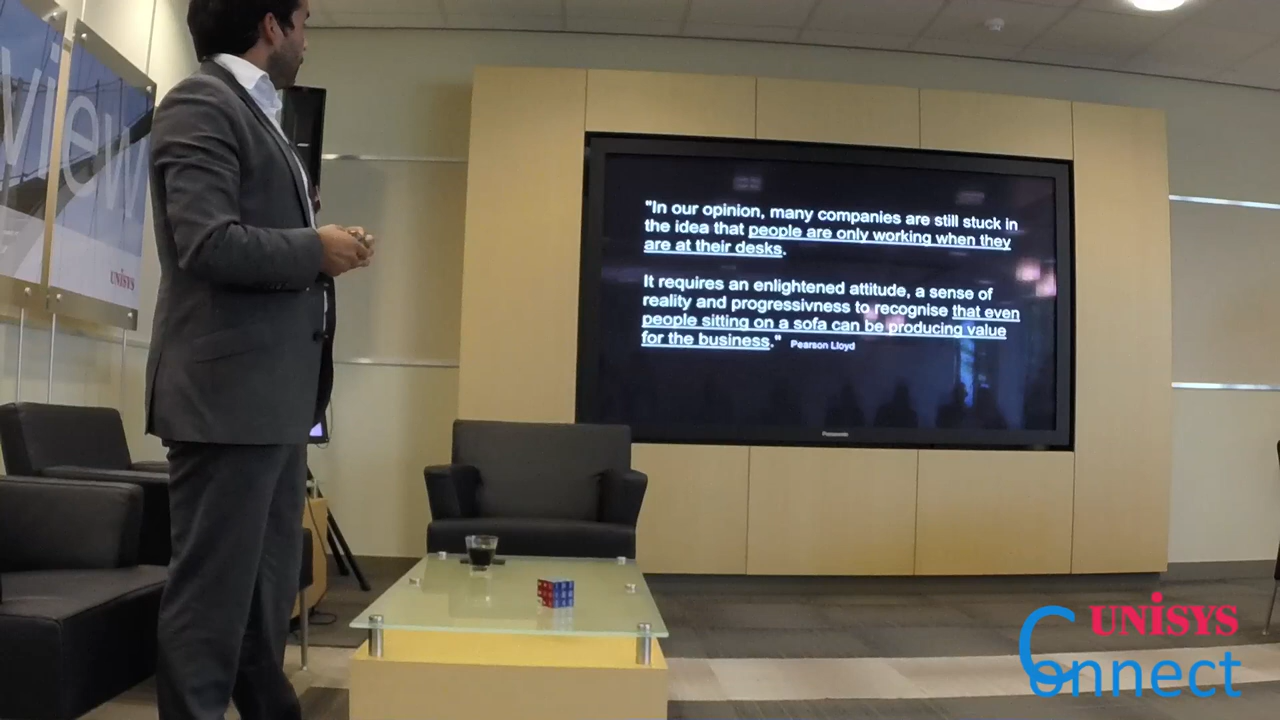 view
UNiSYS
"In our opinion, many companies are still stuck in
the idea that people are only working when they
are at their desks.
It requires an enlightened attitude, a sense of
reality and progressivness to recognise that even
people sitting on a sofa can be producing value
for the business." Pearson Lloyd
Panasonic
UNiSYS
Connect